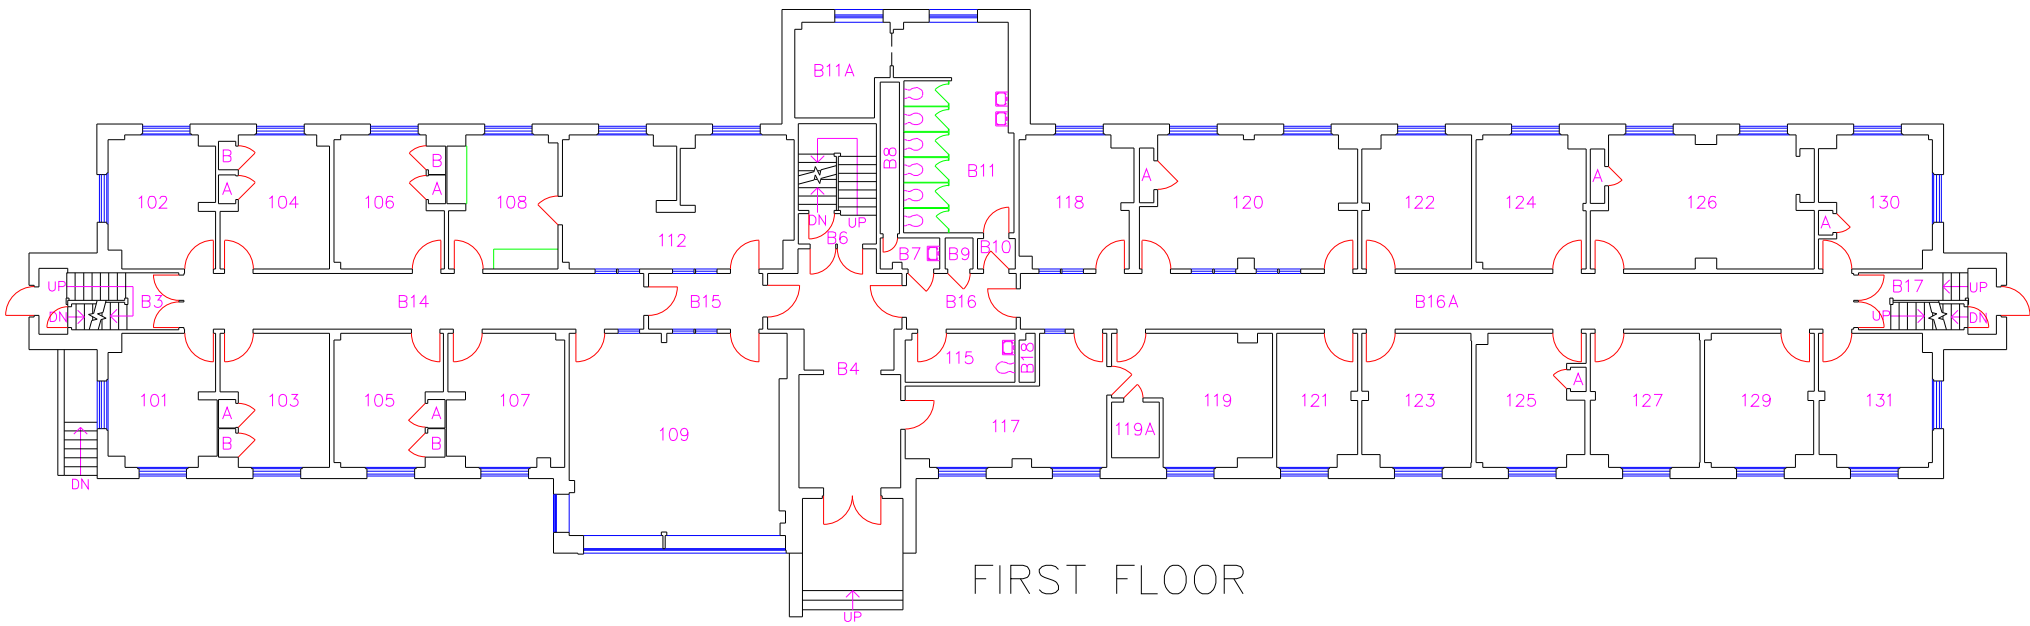 B11A
B8
B11
B
B
A
A
A
A
102
104
106
108
112
118
120
122
124
126
130
A
DN
UP
B6
B7
B9
B10
UP
B3
B14
B15
B16
B16A
B17
UP
DN
UP
DN
115
B18
B4
101
103
105
107
109
A
A
B
B
117
119A
119
121
123
125
A
127
129
131
DN
FIRST FLOOR
UP